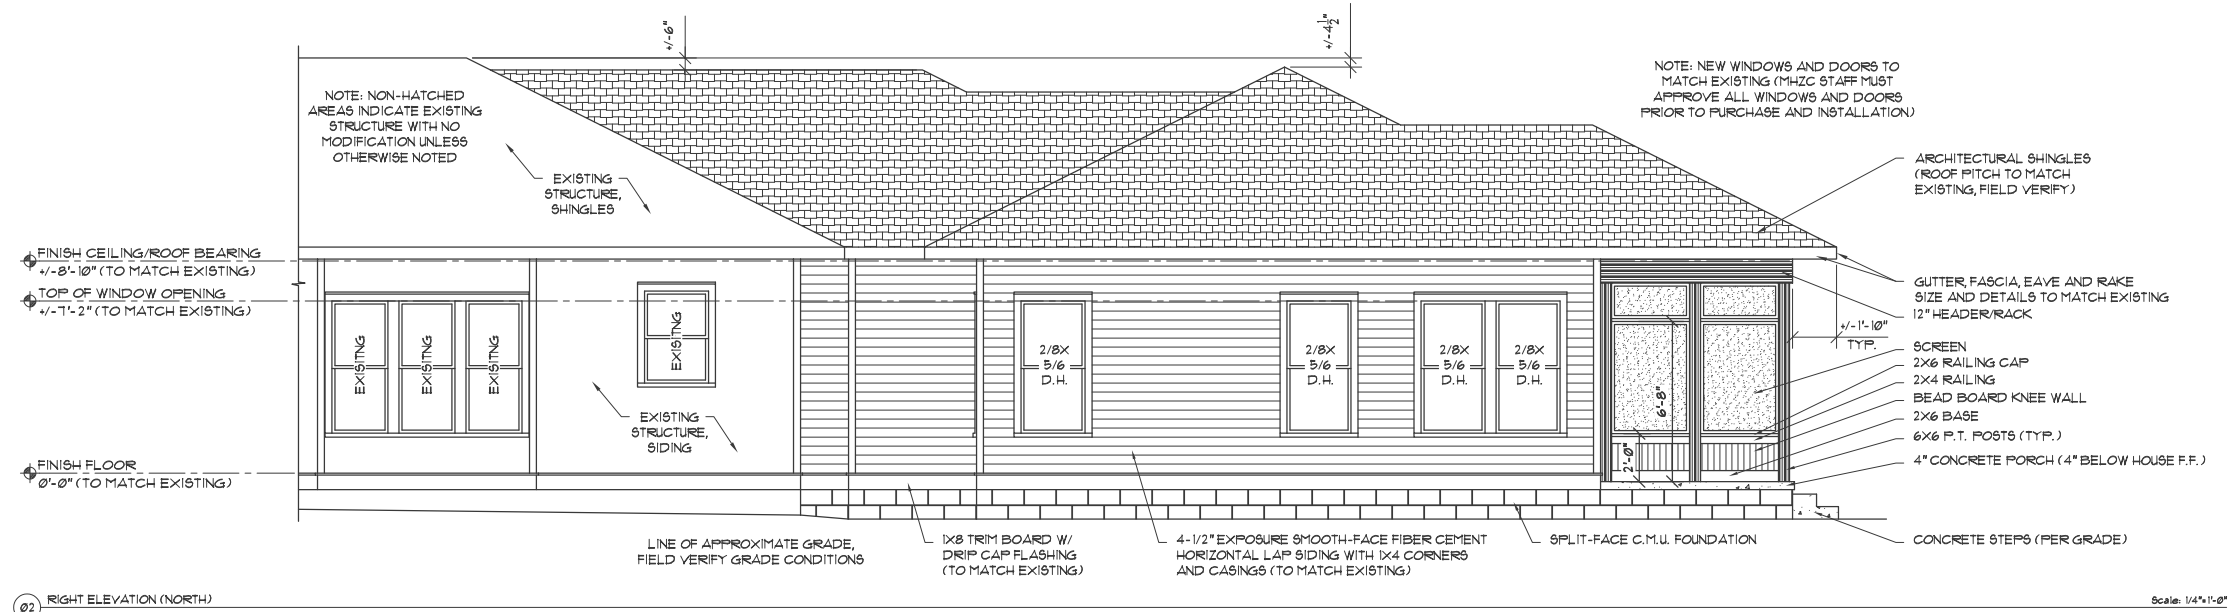 +/-6"
+/-4½"
NOTE: NON-HATCHED
AREAS INDICATE EXISTING
STRUCTURE WITH NO
MODIFICATION UNLESS
OTHERWISE NOTED
EXISTING
STRUCTURE,
SHINGLES
NOTE: NEW WINDOWS AND DOORS TO
MATCH EXISTING (MHZC STAFF MUST
APPROVE ALL WINDOWS AND DOORS
PRIOR TO PURCHASE AND INSTALLATION)
ARCHITECTURAL SHINGLES
(ROOF PITCH TO MATCH
EXISTING, FIELD VERIFY)
FINISH CEILING/ROOF BEARING
+/-8'-10" (TO MATCH EXISTING)
TOP OF WINDOW OPENING
+/-7'-2" (TO MATCH EXISTING)
FINISH FLOOR
0'-0" (TO MATCH EXISTING)
EXISITNG
EXISITNG
EXISITNG
EXISITNG
EXISTING
STRUCTURE,
SIDING
2/8X
5/6
D.H.
2/8X
5/6
D.H.
2/8X
5/6
D.H.
2/8X
5/6
D.H.
6'-8"
2'-0"
GUTTER, FASCIA, EAVE AND RAKE
SIZE AND DETAILS TO MATCH EXISTING
12" HEADER/RACK
+/-1'-10"
TYP.
SCREEN
2X6 RAILING CAP
2X4 RAILING
BEAD BOARD KNEE WALL
2X6 BASE
6X6 P.T. POSTS (TYP.)
4" CONCRETE PORCH (4" BELOW HOUSE F.F.)
CONCRETE STEPS (PER GRADE)
LINE OF APPROXIMATE GRADE,
FIELD VERIFY GRADE CONDITIONS
1X8 TRIM BOARD W/
DRIP CAP FLASHING
(TO MATCH EXISTING)
4-1/2" EXPOSURE SMOOTH-FACE FIBER CEMENT
HORIZONTAL LAP SIDING WITH 1X4 CORNERS
AND CASINGS (TO MATCH EXISTING)
SPLIT-FACE C.M.U. FOUNDATION
02 RIGHT ELEVATION (NORTH)
Scale: 1/4"=1'-0"